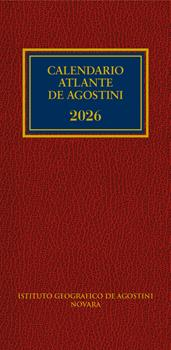 CALENDARIO
ATLANTE
DE AGOSTINI
2026
ISTITUTO GEOGRAFICO DE AGOSTINI
NOVARA